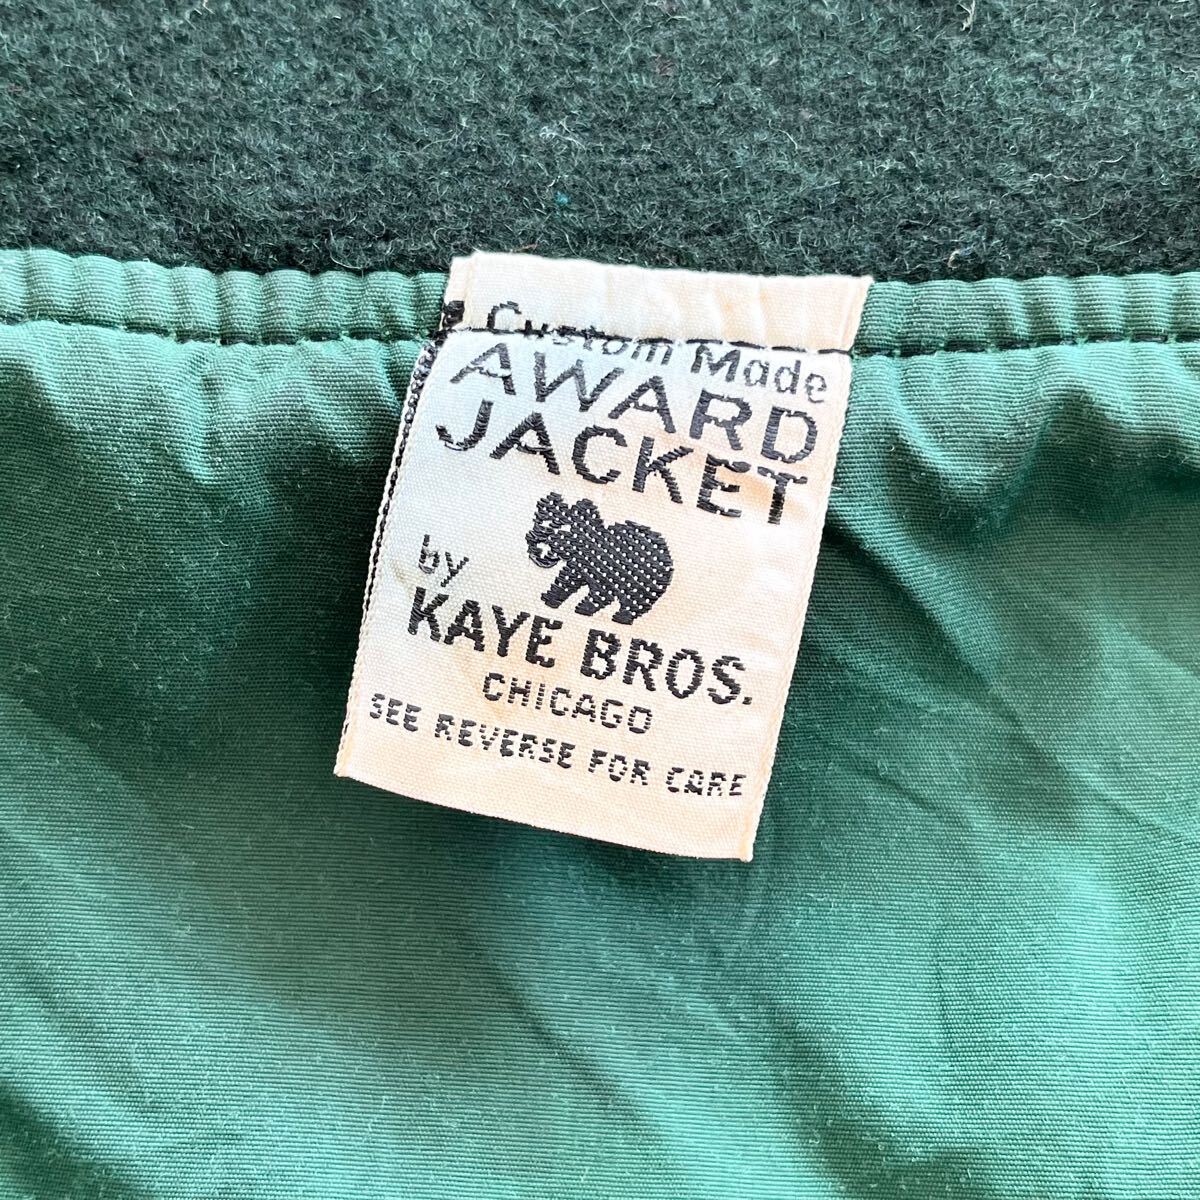 Custom Made
AWARD
JACKET
by
KAYE BROS.
CHICAGO
SEE REVERSE FOR CARE